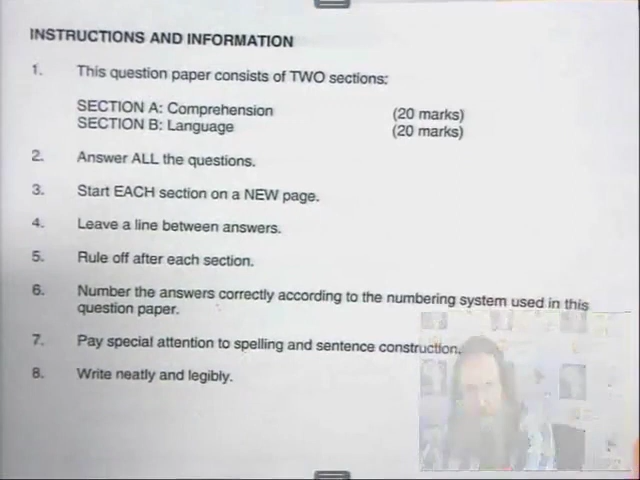 INSTRUCTIONS AND INFORMATION
1. This question paper consists of TWO sections:
SECTION A: Comprehension (20 marks)
SECTION B: Language (20 marks)
2. Answer ALL the questions.
3. Start EACH section on a NEW page.
4. Leave a line between answers.
5. Rule off after each section.
6. Number the answers correctly according to the numbering system used in this
question paper.
7. Pay special attention to spelling and sentence construction.
8. Write neatly and legibly.